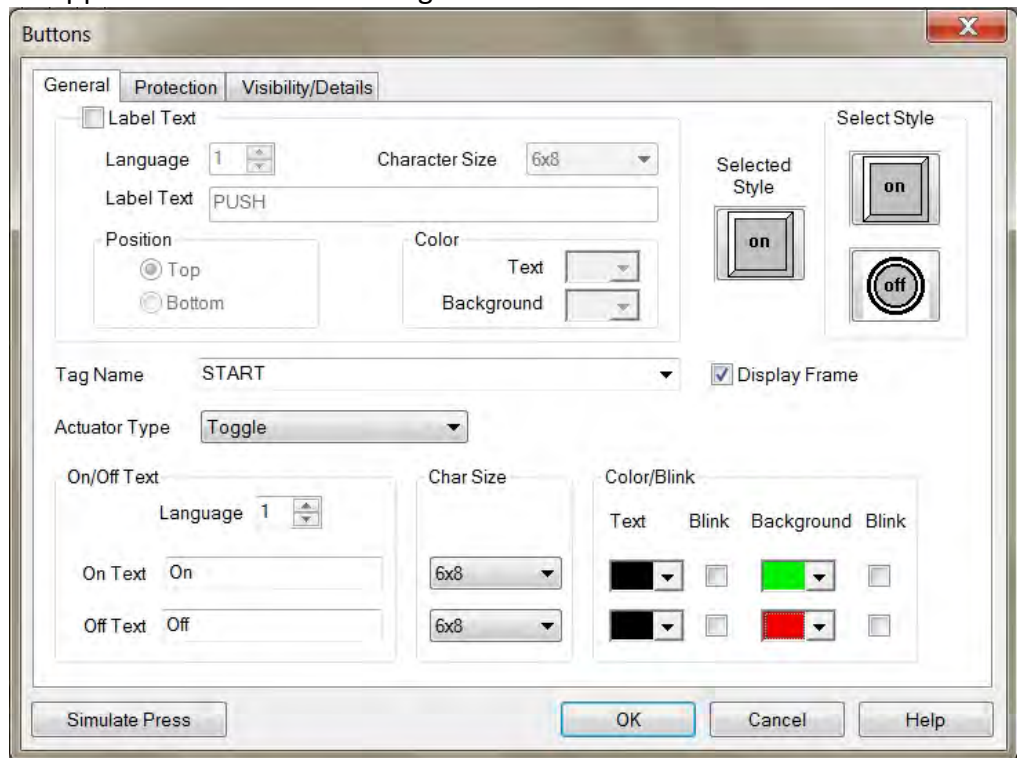 Buttons
X
General Protection Visibility/Details
Label Text
Select Style
Language 1 Character Size 6x8
Selected
Style
on
Label Text PUSH
on
Position
Color
Top
Text
off
Bottom
Background
Tag Name START Display Frame
Actuator Type Toggle
On/Off Text
Char Size
Color/Blink
Language 1
Text Blink Background Blink
On Text On 6x8
Off Text Off 6x8
Simulate Press OK Cancel Help